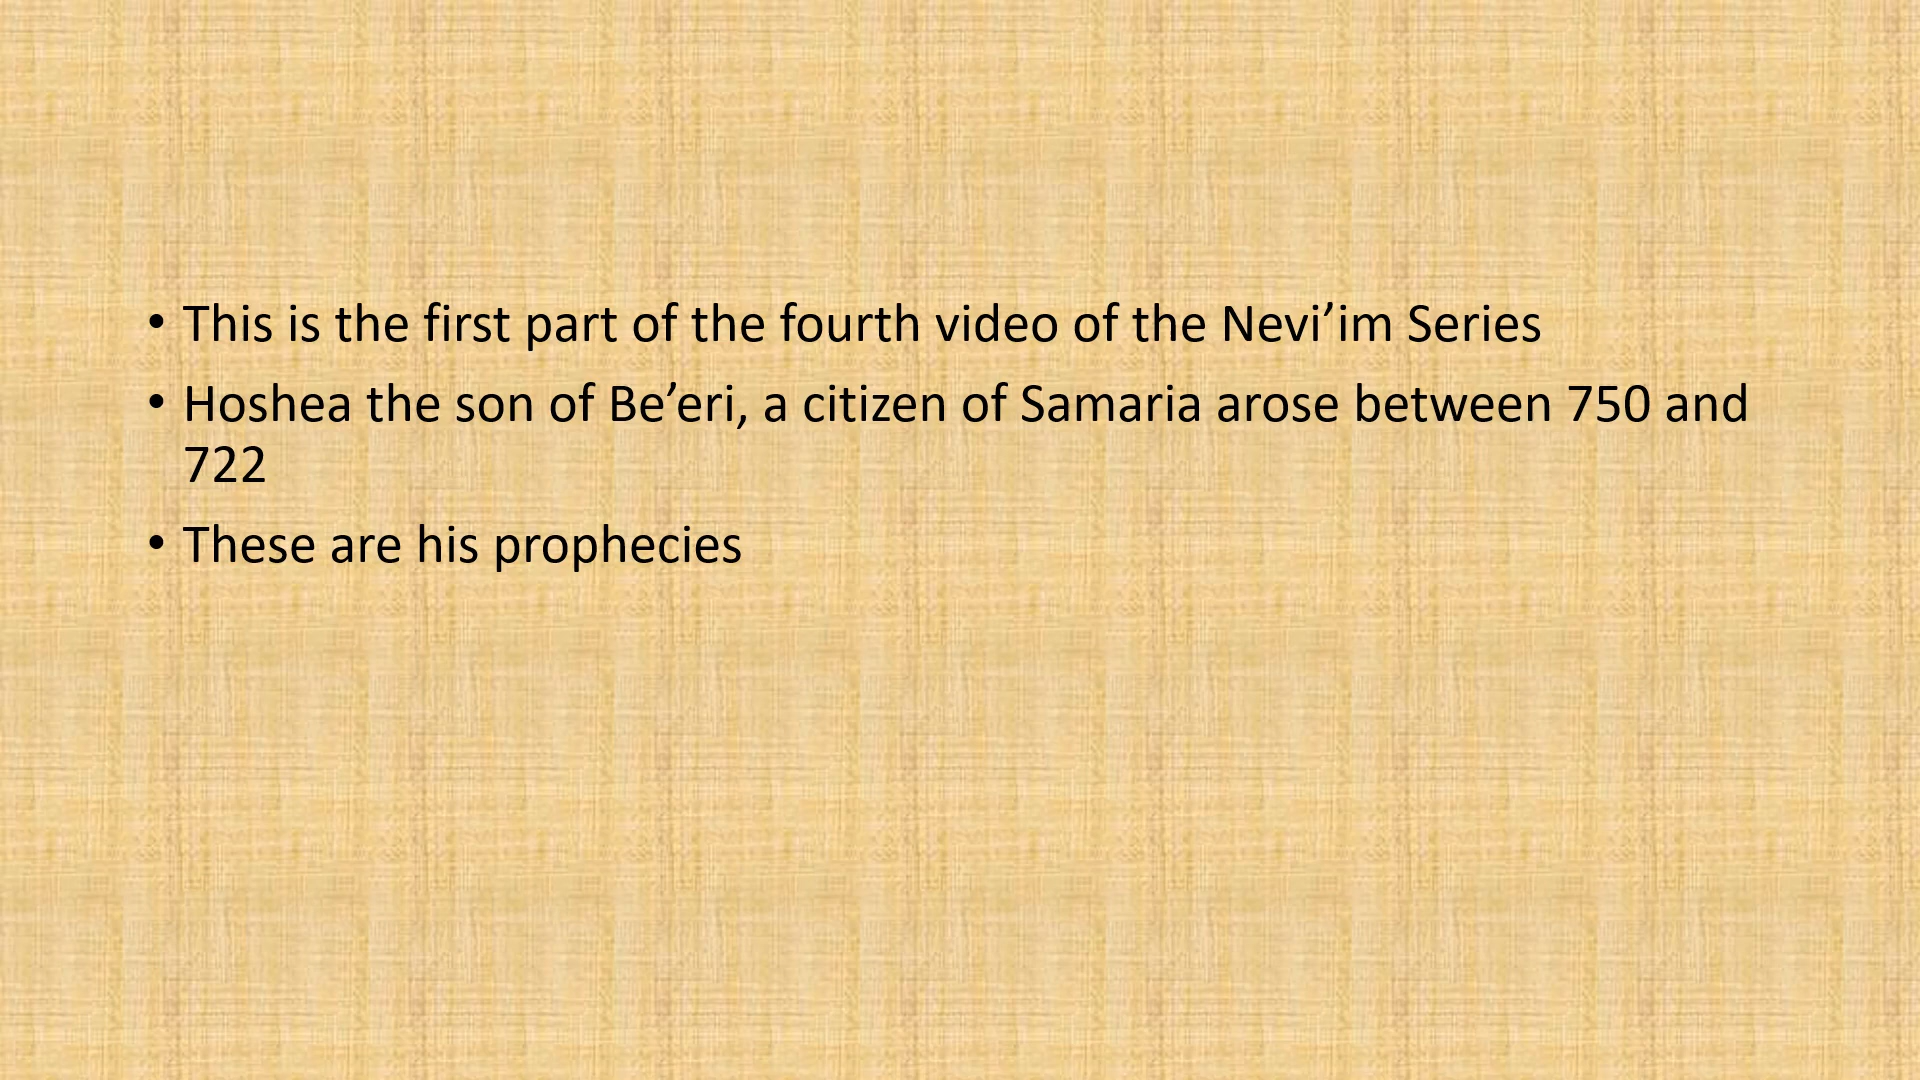 • This is the first part of the fourth video of the Nevi’im Series
• Hoshea the son of Be’eri, a citizen of Samaria arose between 750 and
722
• These are his prophecies